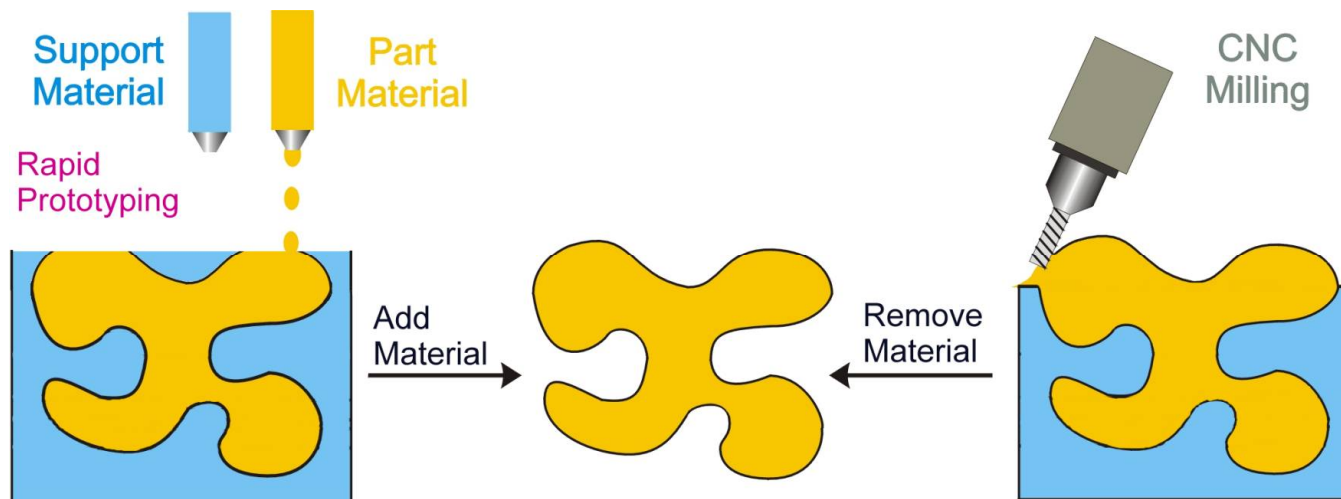 Support
Material
Part
Material
Rapid
Prototyping
Add
Material
CNC
Milling
Remove
Material